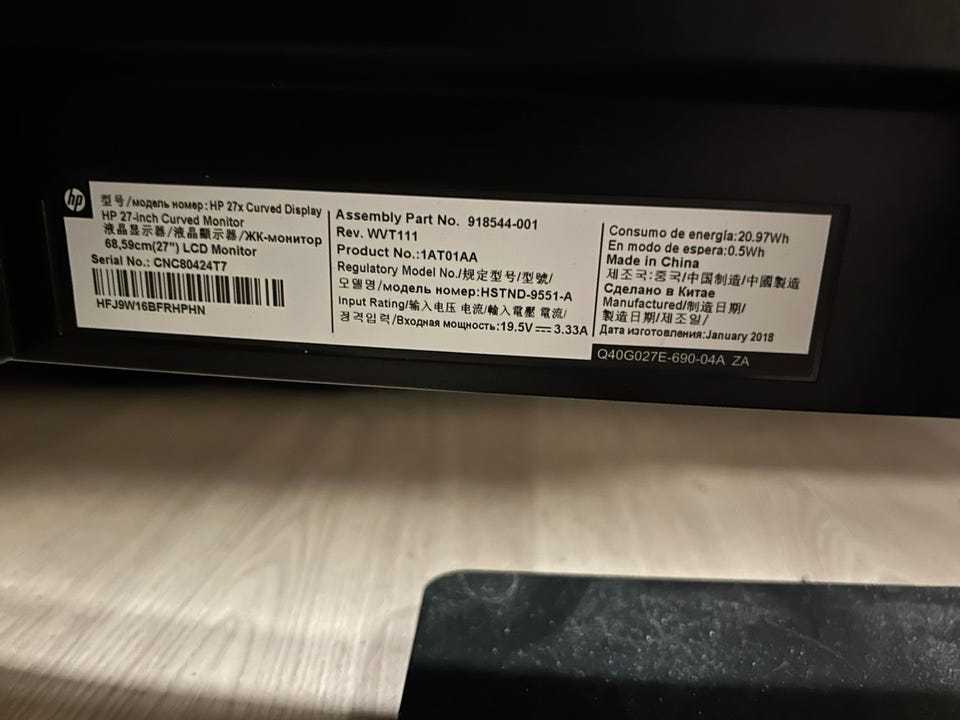 hp
型号/модель номер:HP 27x Curved Display
HP 27-inch Curved Monitor
液晶显示器/液晶顯示器/ЖК-монитор
68,59cm(27") LCD Monitor
Serial No.: CNC80424T7
HFJ9W16BFRHPHN
Assembly Part No. 918544-001
Rev. WVT111
Product No.:1AT01AA
Regulatory Model No./规定型号/型號/
모델명/модель номер:HSTND-9551-A
Input Rating/输入电压 电流/輸入電壓 電流/
정격입력/Входная мощность:19.5V⎓3.33A
Consumo de energía:20.97Wh
En modo de espera:0.5Wh
Made in China
제조국:중국/中国制造/中國製造
Сделано в Китае
Manufactured/制造日期/
製造日期/제조일/
Дата изготовления:January 2018
Q40G027E-690-04A ZA